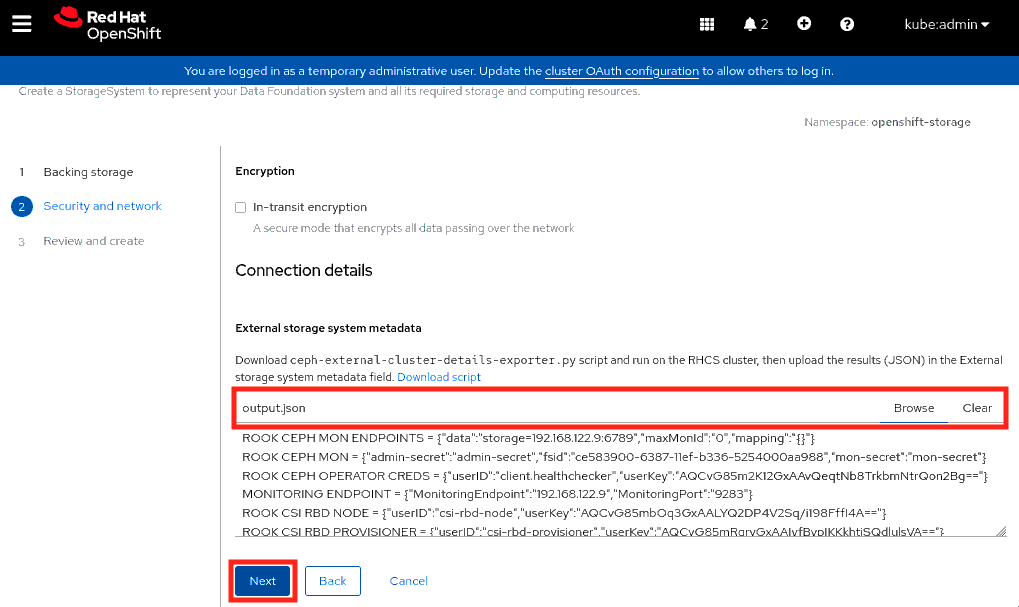 Red Hat
OpenShift
2
kube:admin
You are logged in as a temporary administrative user. Update the cluster OAuth configuration to allow others to log in.
Create a StorageSystem to represent your Data Foundation system and all its required storage and computing resources.
Namespace: openshift-storage
1 Backing storage
2 Security and network
3 Review and create
Encryption
In-transit encryption
A secure mode that encrypts all data passing over the network
Connection details
External storage system metadata
Download ceph-external-cluster-details-exporter.py script and run on the RHCS cluster, then upload the results (JSON) in the External
storage system metadata field. Download script
output.json Browse Clear
ROOK CEPH MON ENDPOINTS = {"data":"storage=192.168.122.9:6789","maxMonId":"0","mapping":"{}"}
ROOK CEPH MON = {"admin-secret":"admin-secret","fsid":"ce583900-6387-11ef-b336-5254000aa988","mon-secret":"mon-secret"}
ROOK CEPH OPERATOR CREDS = {"userID":"client.healthchecker","userKey":"AQCvG85m2K12GxAAvQeqtNb8TrkbmNtrQon2Bg=="}
MONITORING ENDPOINT = {"MonitoringEndpoint":"192.168.122.9","MonitoringPort":"9283"}
ROOK CSI RBD NODE = {"userID":"csi-rbd-node","userKey":"AQCvG85mbOq3GxAALYQ2DP4V2Sq/i198FffI4A=="}
ROOK CSI RBD PROVISIONER = {"userID":"csi-rbd-provisioner","userKey":
Next Back Cancel